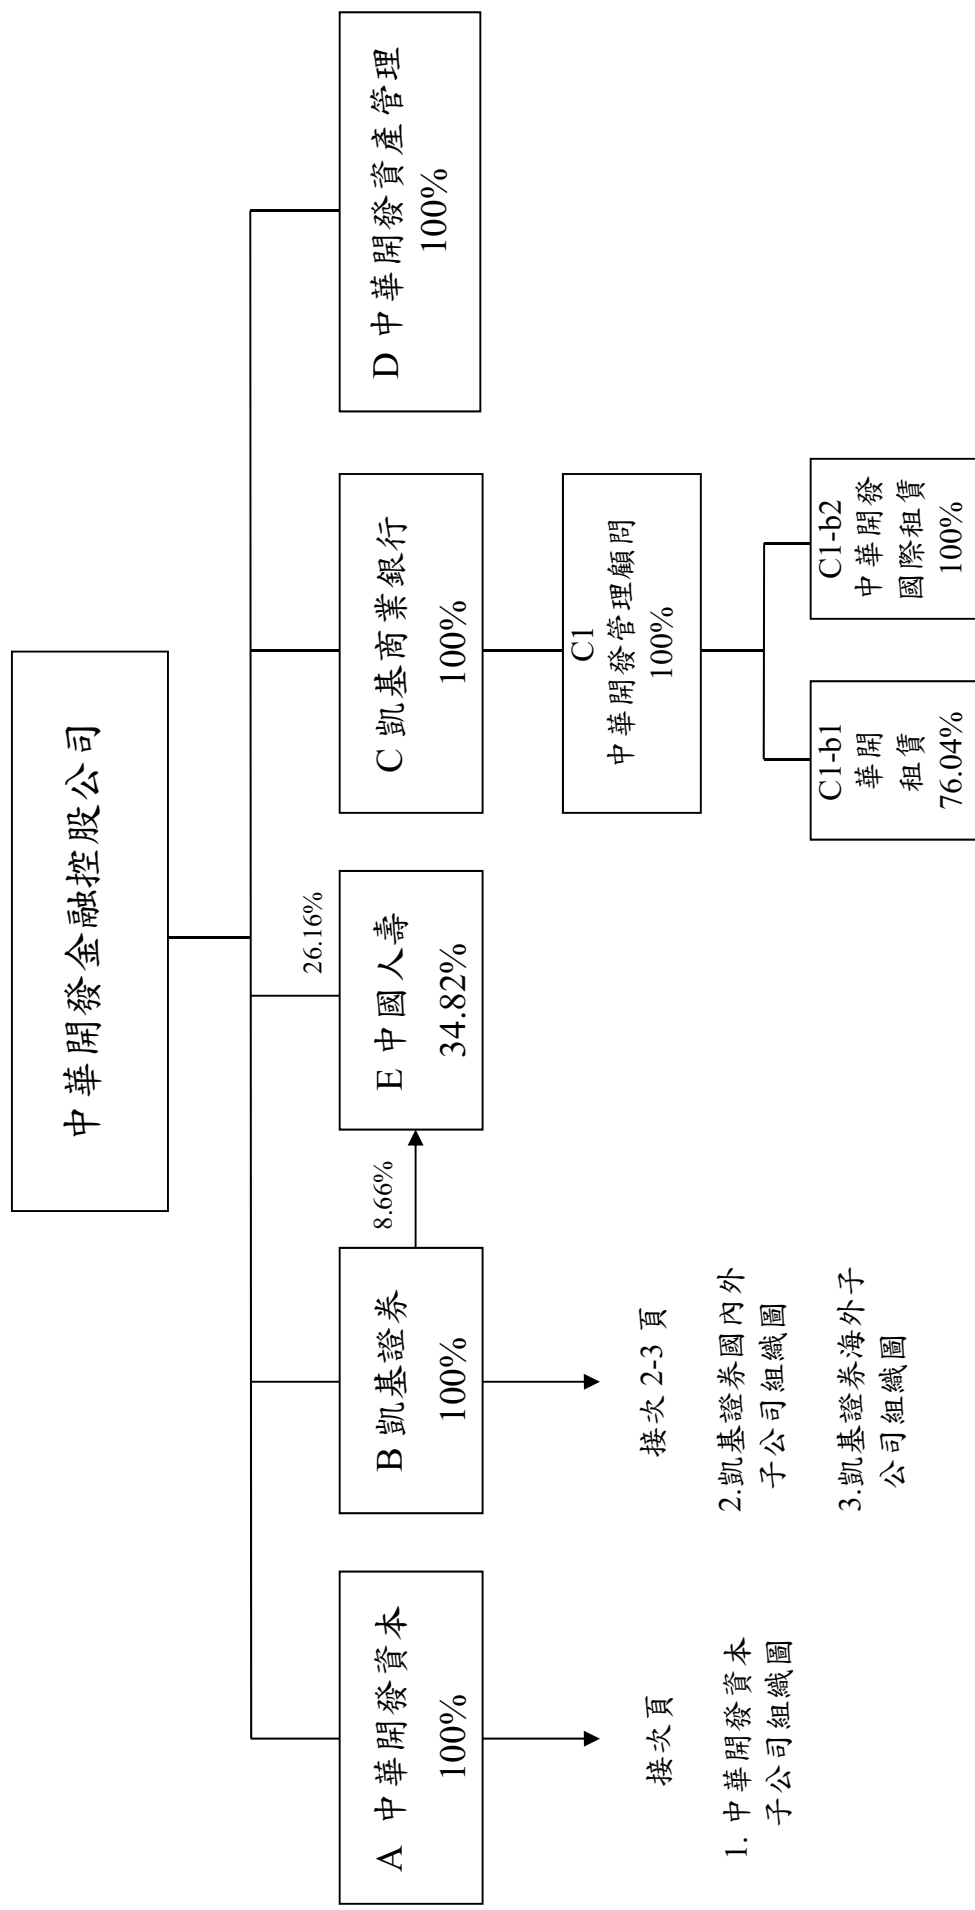 中華開發金融控股公司
A 中華開發資本
100%
B 凱基證券
100%
8.66%
26.16%
E 中國人壽
34.82%
C 凱基商業銀行
100%
D 中華開發資產管理
100%
接次頁
1. 中華開發資本
子公司組織圖
接次 2-3 頁
2.凱基證券國內外
子公司組織圖
3.凱基證券海外子
公司組織圖
C1
中華開發管理顧問
100%
C1-b1
華開
租賃
76.04%
C1-b2
中華開發
國際租賃
100%